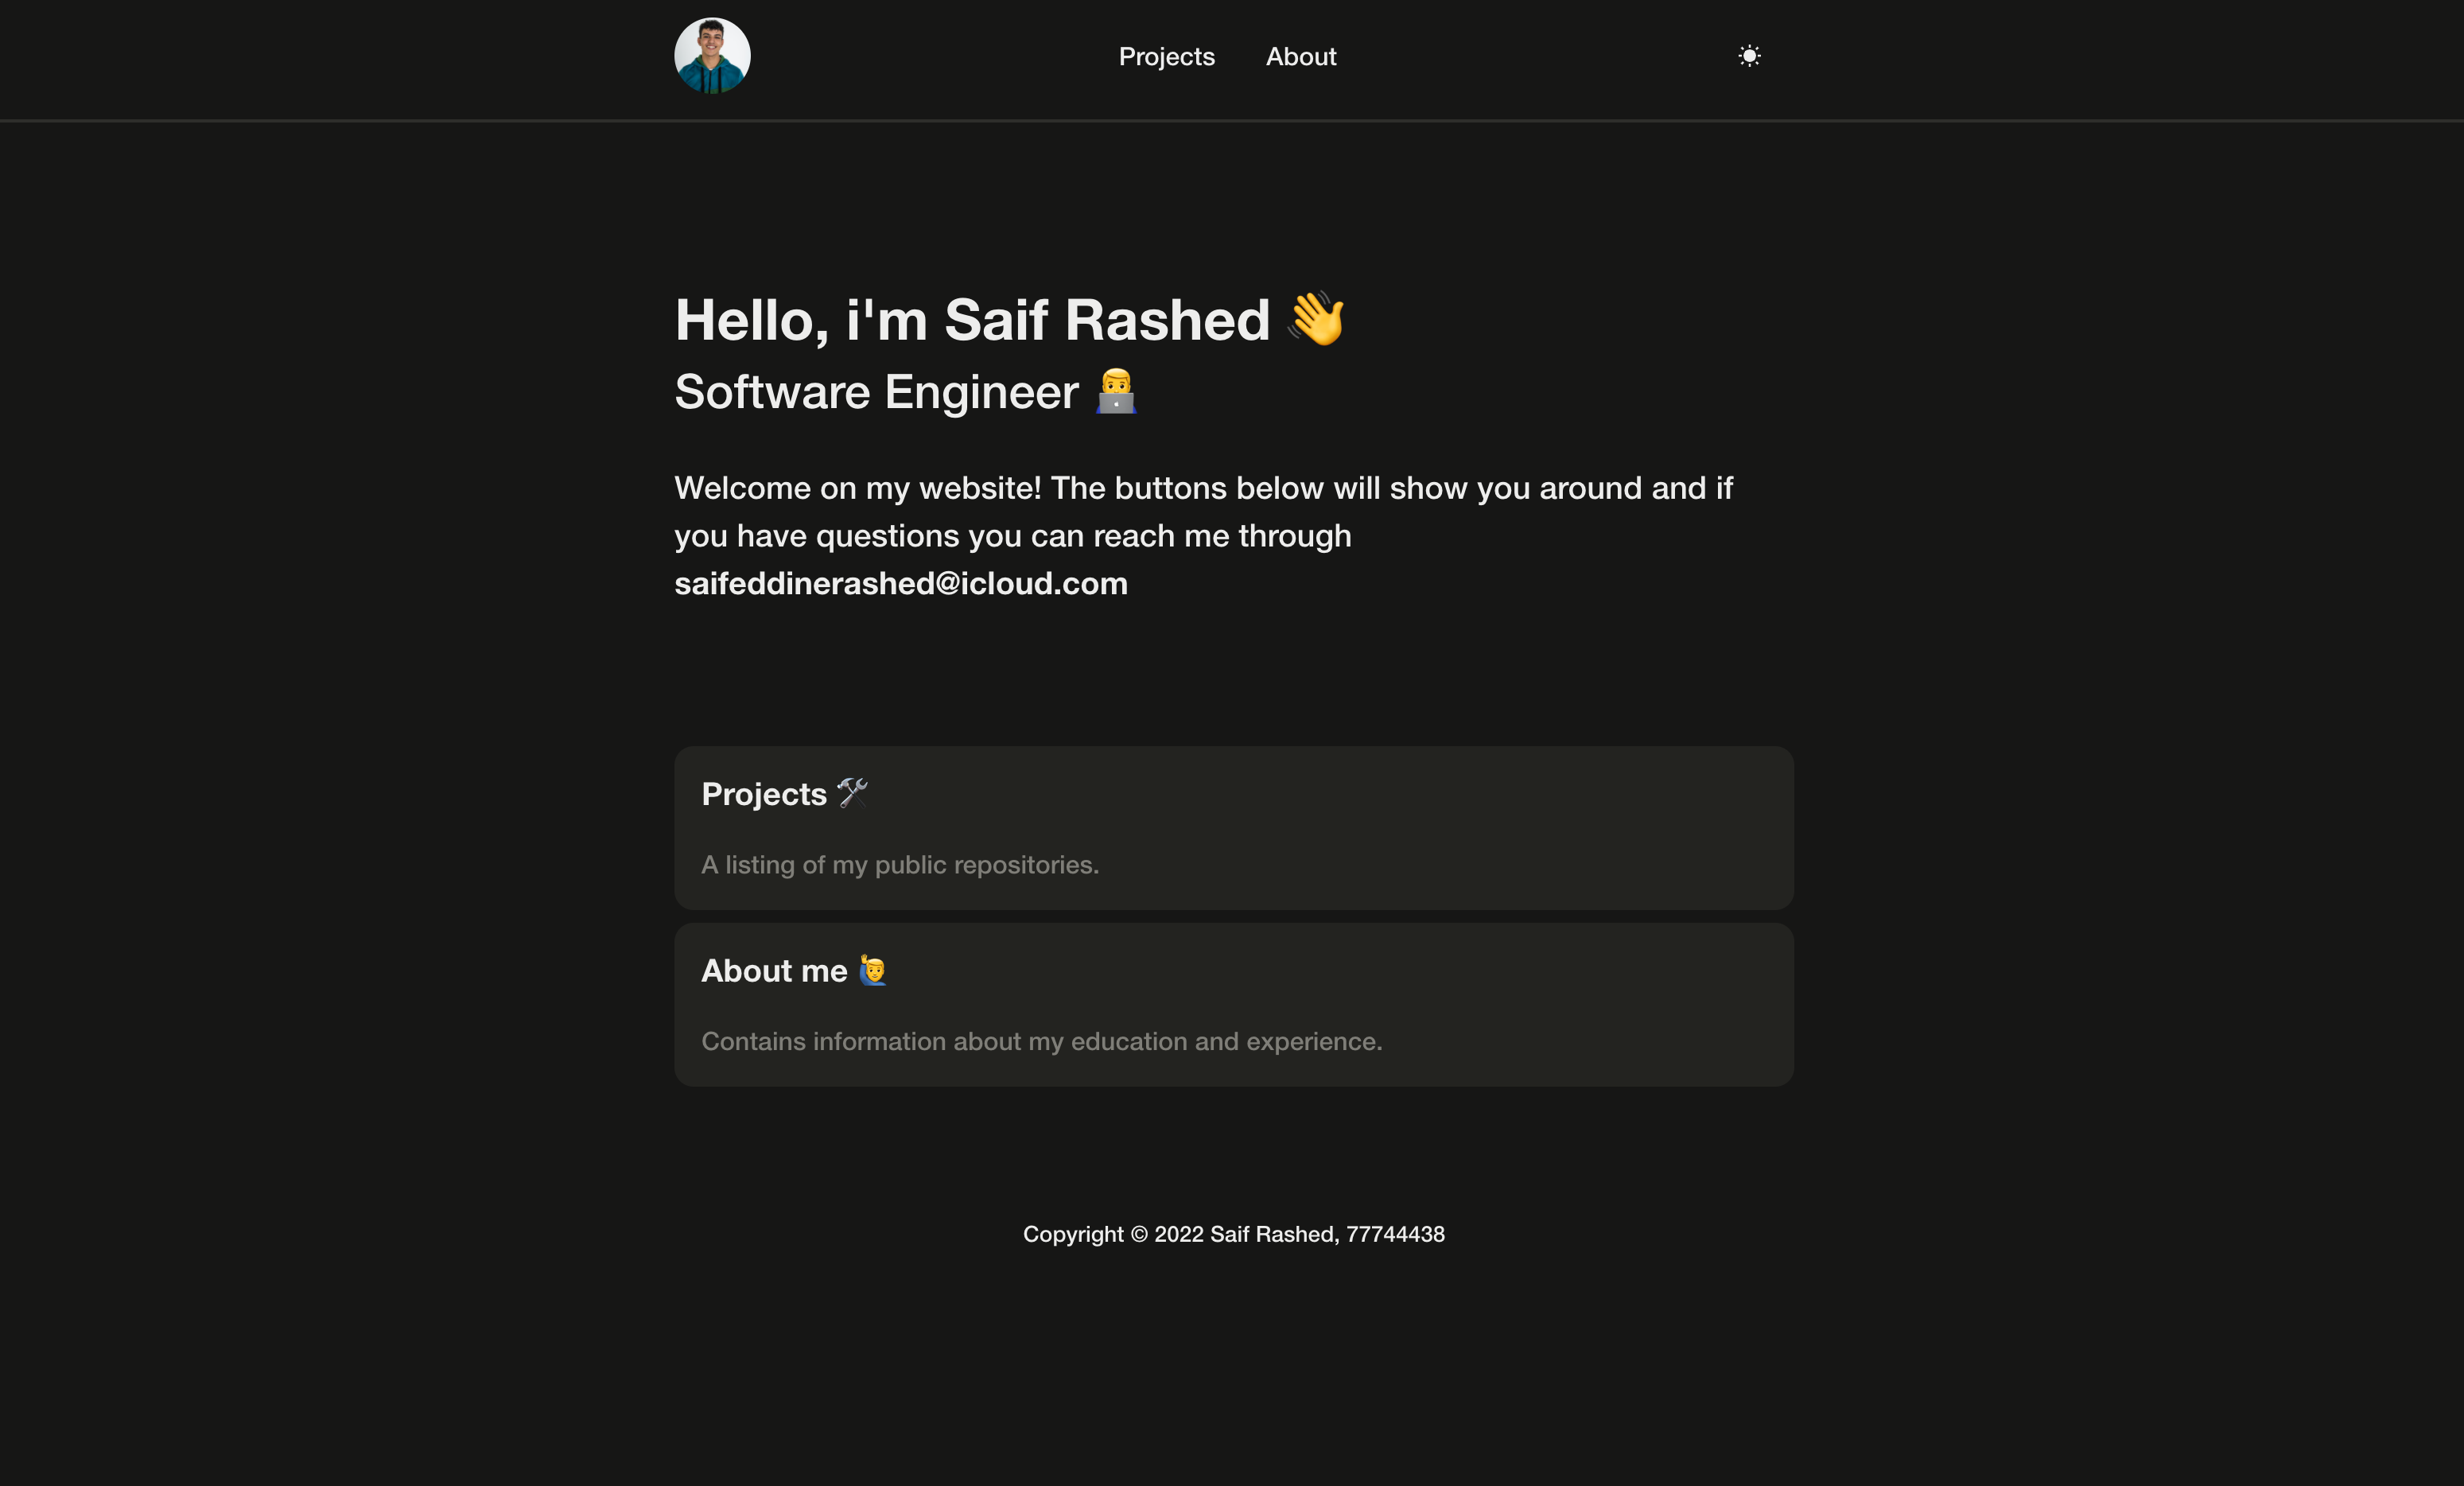 Projects About
Hello, i'm Saif Rashed 👋
Software Engineer 👨‍💻
Welcome on my website! The buttons below will show you around and if
you have questions you can reach me through
saifeddinerashed@icloud.com
Projects 🛠
A listing of my public repositories.
About me 🙋‍♂️
Contains information about my education and experience.
Copyright © 2022 Saif Rashed, 77744438